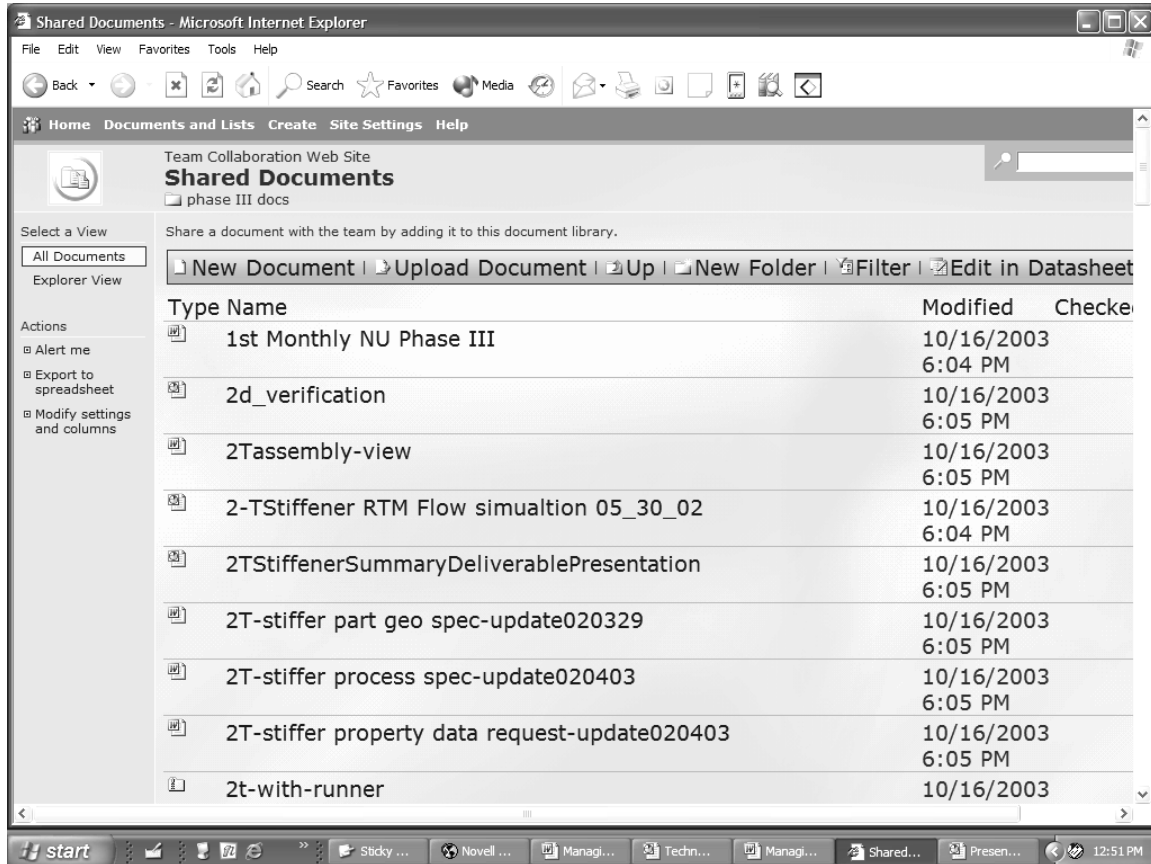 Shared Documents - Microsoft Internet Explorer
File Edit View Favorites Tools Help
Back Search Favorites Media
Home Documents and Lists Create Site Settings Help
Team Collaboration Web Site
Shared Documents
phase III docs
Select a View
All Documents
Explorer View
Actions
Alert me
Export to
spreadsheet
Modify settings
and columns
Share a document with the team by adding it to this document library.
New Document | Upload Document | Up | New Folder | Filter | Edit in Datasheet
Type Name Modified Checke
1st Monthly NU Phase III 10/16/2003
6:04 PM
2d_verification 10/16/2003
6:05 PM
2Tassembly-view 10/16/2003
6:05 PM
2-TStiffener RTM Flow simualtion 05_30_02 10/16/2003
6:04 PM
2TStiffenerSummaryDeliverablePresentation 10/16/2003
6:05 PM
2T-stiffer part geo spec-update020329 10/16/2003
6:05 PM
2T-stiffer process spec-update020403 10/16/2003
6:05 PM
2T-stiffer property data request-update020403 10/16/2003
6:05 PM
2t-with-runner 10/16/2003
start » Sticky ... Novell ... Managi... Techn... Managi... Shared... Presen... 12:51 PM